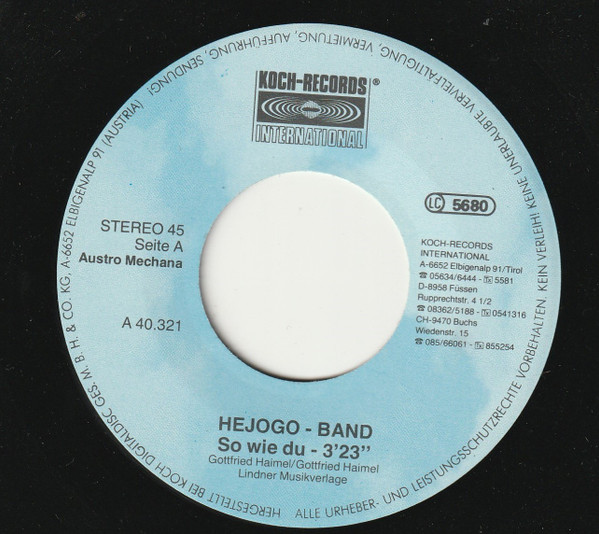 KOCH-RECORDS®
INTERNATIONAL
STEREO 45
Seite A
Austro Mechana
A 40.321
LC 5680
KOCH-RECORDS
INTERNATIONAL
A-6652 Elbigenalp 91/Tirol
☎ 05634/6444 - Tx 5581
D-8958 Füssen
Rupprechtstr. 4 1/2
☎ 08362/5188 - Tx 0541316
CH-9470 Buchs
Wiedenstr. 15
☎ 085/66061 - Tx 855254
HEJOGO - BAND
So wie du - 3'23"
Gottfried Haimel/Gottfried Haimel
Lindner Musikverlage
HERGESTELLT BEI KOCH DIGITALDISC GES. M. B. H. & CO. KG, A-6652 ELBIGENALP 91 (AUSTRIA)
ALLE URHEBER- UND LEISTUNGSSCHUTZRECHTE VORBEHALTEN. KEIN VERLEIH! KEINE UNERLAUBTE VERVIELFÄLTIGUNG, VERMIETUNG, AUFFÜHRUNG, SENDUNG!